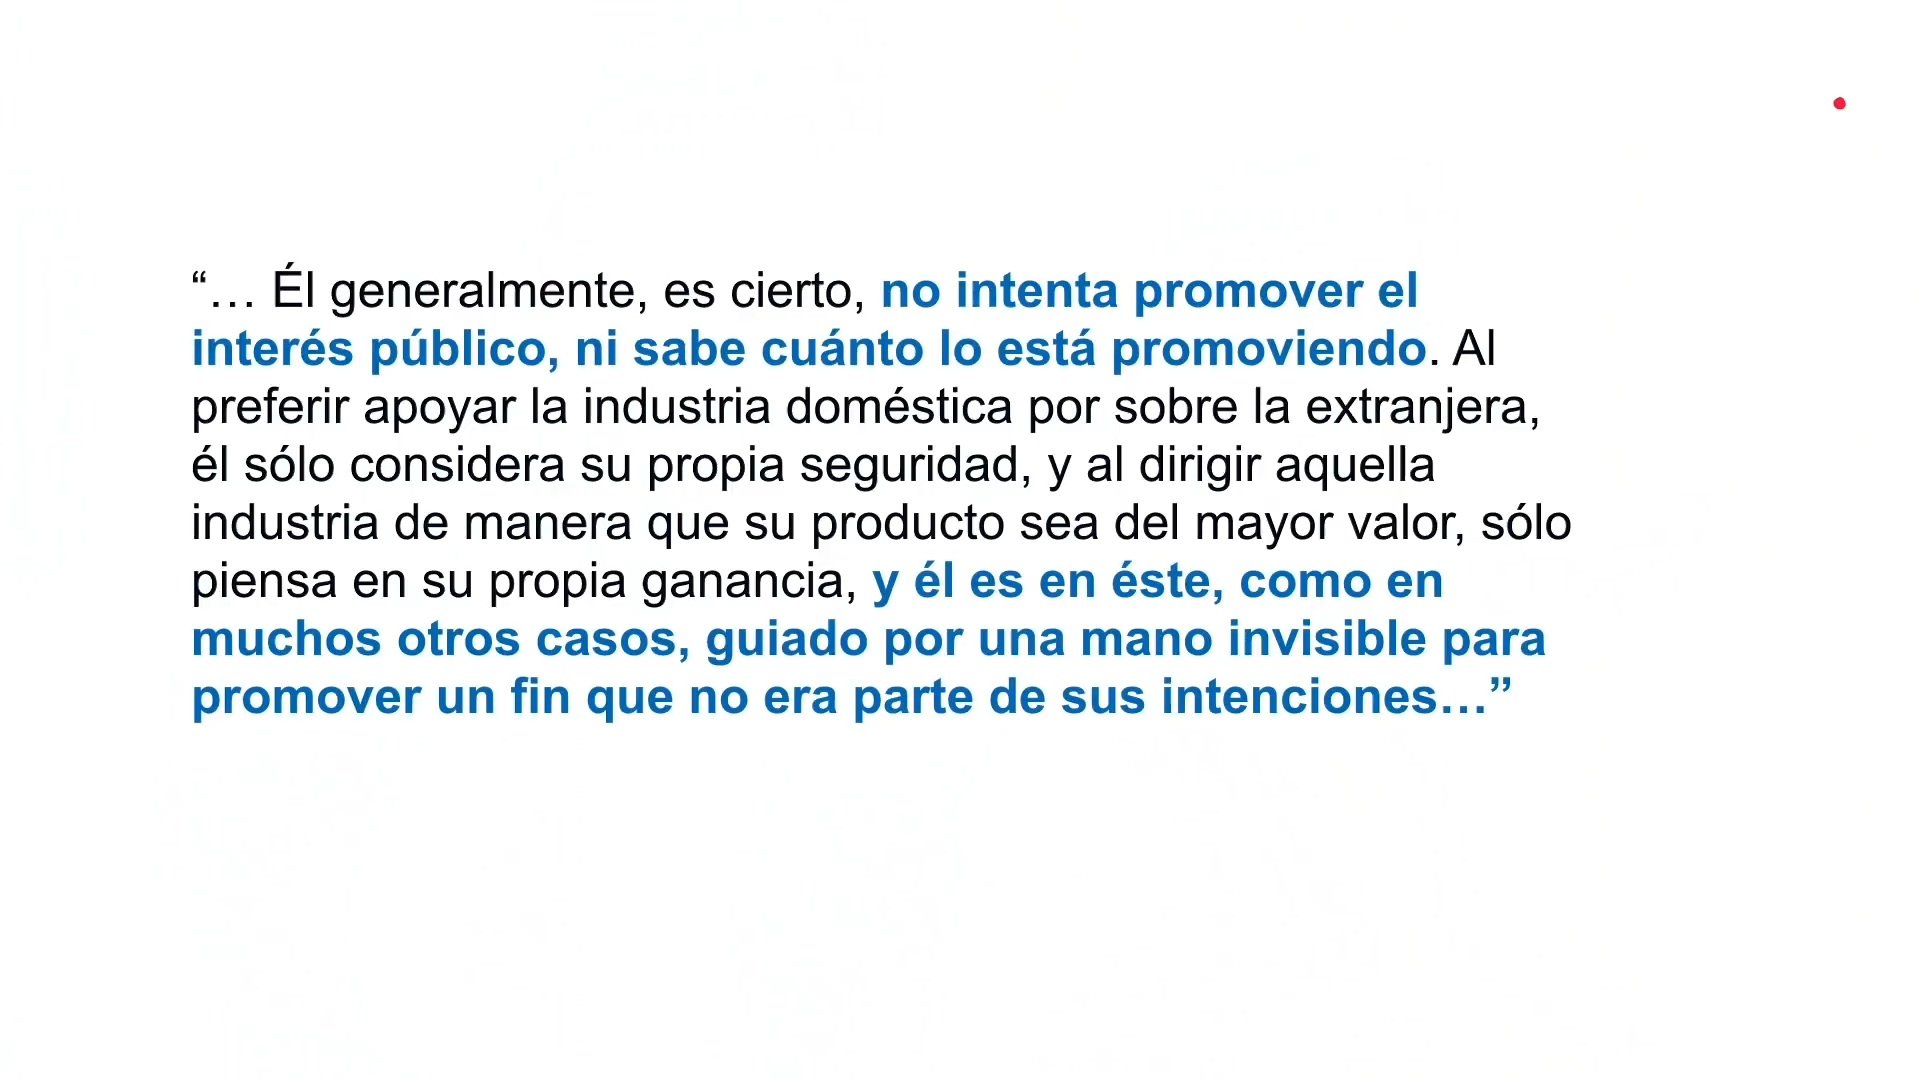 “… Él generalmente, es cierto, no intenta promover el
interés público, ni sabe cuánto lo está promoviendo. Al
preferir apoyar la industria doméstica por sobre la extranjera,
él sólo considera su propia seguridad, y al dirigir aquella
industria de manera que su producto sea del mayor valor, sólo
piensa en su propia ganancia, y él es en éste, como en
muchos otros casos, guiado por una mano invisible para
promover un fin que no era parte de sus intenciones…”